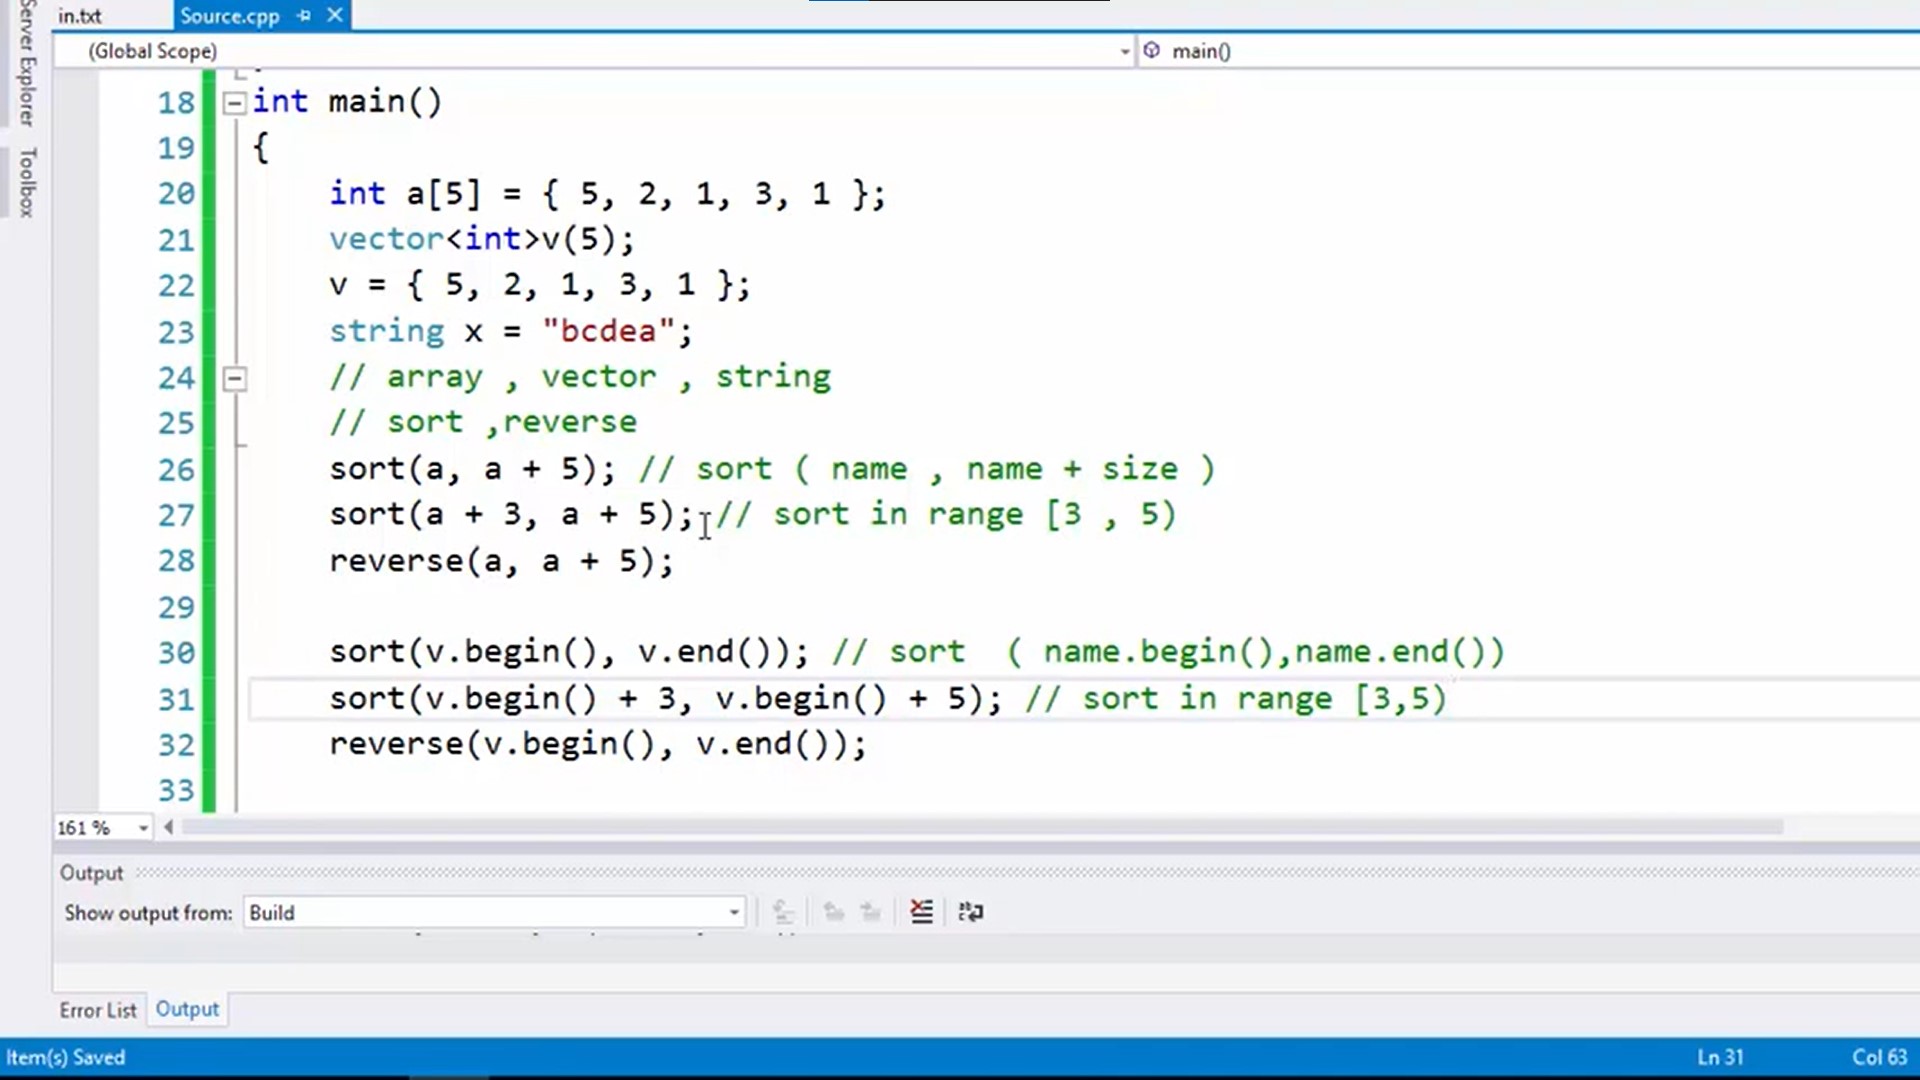 in.txt
Source.cpp
Server Explorer
Toolbox
(Global Scope)
main()
18 int main()
19 {
20 int a[5] = { 5, 2, 1, 3, 1 };
21 vector<int>v(5);
22 v = { 5, 2, 1, 3, 1 };
23 string x = "bcdea";
24 // array , vector , string
25 // sort ,reverse
26 sort(a, a + 5); // sort ( name , name + size )
27 sort(a + 3, a + 5); // sort in range [3 , 5)
28 reverse(a, a + 5);
29
30 sort(v.begin(), v.end()); // sort  ( name.begin(),name.end())
31 sort(v.begin() + 3, v.begin() + 5); // sort in range [3,5)
32 reverse(v.begin(), v.end());
33
161 %
Output
Show output from: Build
Error List Output
Item(s) Saved
Ln 31 Col 63